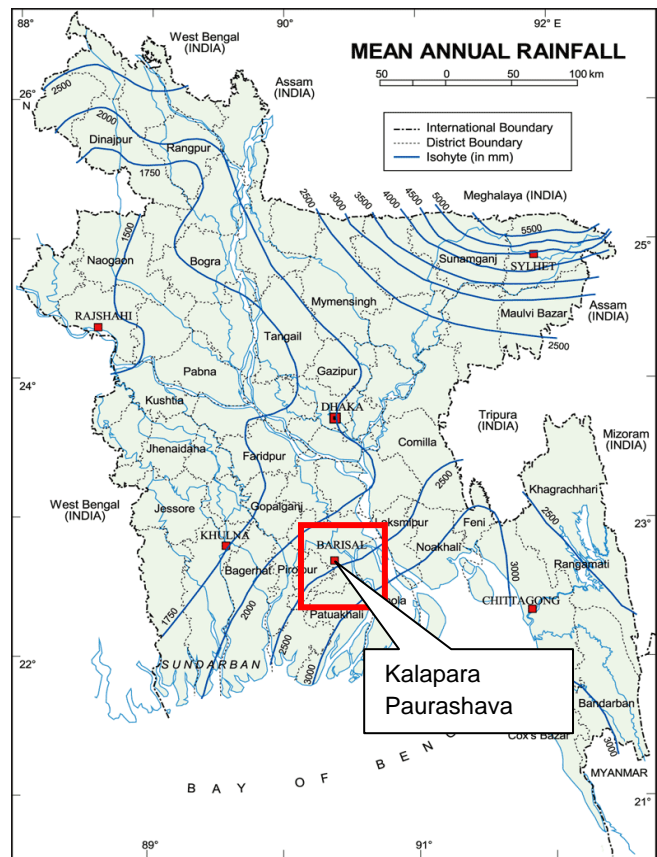 88°
90°
92° E
MEAN ANNUAL RAINFALL
50 0 50 100 km
International Boundary
District Boundary
Isohyte (in mm)
West Bengal
(INDIA)
Assam
(INDIA)
26°
N
2500
2000
Dinajpur
Rangpur
1750
Meghalaya (INDIA)
2500
3000
3500
4000
4500
5000
5500
25°
25°
1500
Naogaon
Bogra
Sunamganj
SYLHET
Mymensingh
Maulvi Bazar
Assam
(INDIA)
RAJSHAHI
Tangail
2500
Pabna
Gazipur
24°
24°
Kushtia
DHAKA
Tripura
(INDIA)
Mizoram
(INDIA)
Jhenaidaha
Faridpur
Comilla
2500
Khagrachhari
West Bengal
(INDIA)
Jessore
Gopalganj
2500
23°
KHULNA
BARISAL
Feni
Noakhali
Rangamati
Bagerhat
Pirojpur
3000
1750
2000
CHITTAGONG
Patuakhali
2500
3000
22°
SUNDARBAN
Kalapara
Paurashava
Bandarban
3000
Cox's Bazar
MYANMAR
BAY OF
21°
89°
91°